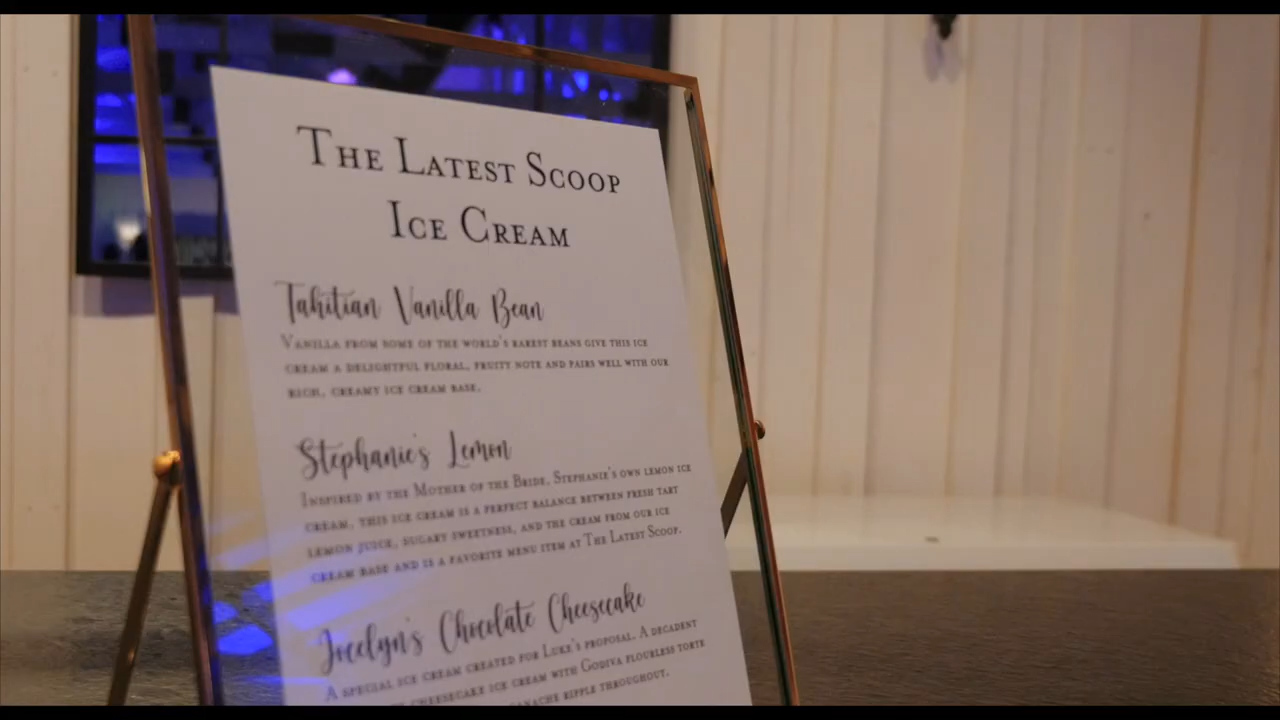 The Latest Scoop
Ice Cream
Tahitian Vanilla Bean
Vanilla from some of the world's rarest beans give this ice
cream a delightful floral, fruity note and pairs well with our
rich, creamy ice cream base.
Stephanie's Lemon
Inspired by the Mother of the Bride, Stephanie's own lemon ice
cream, this ice cream is a perfect balance between fresh tart
lemon juice, sugary sweetness, and the cream from our ice
cream base and is a favorite menu item at The Latest Scoop.
Jocelyn's Chocolate Cheesecake
A special ice cream created for Luke's proposal. A decadent
cheesecake ice cream with Godiva flourless torte
ripple throughout.